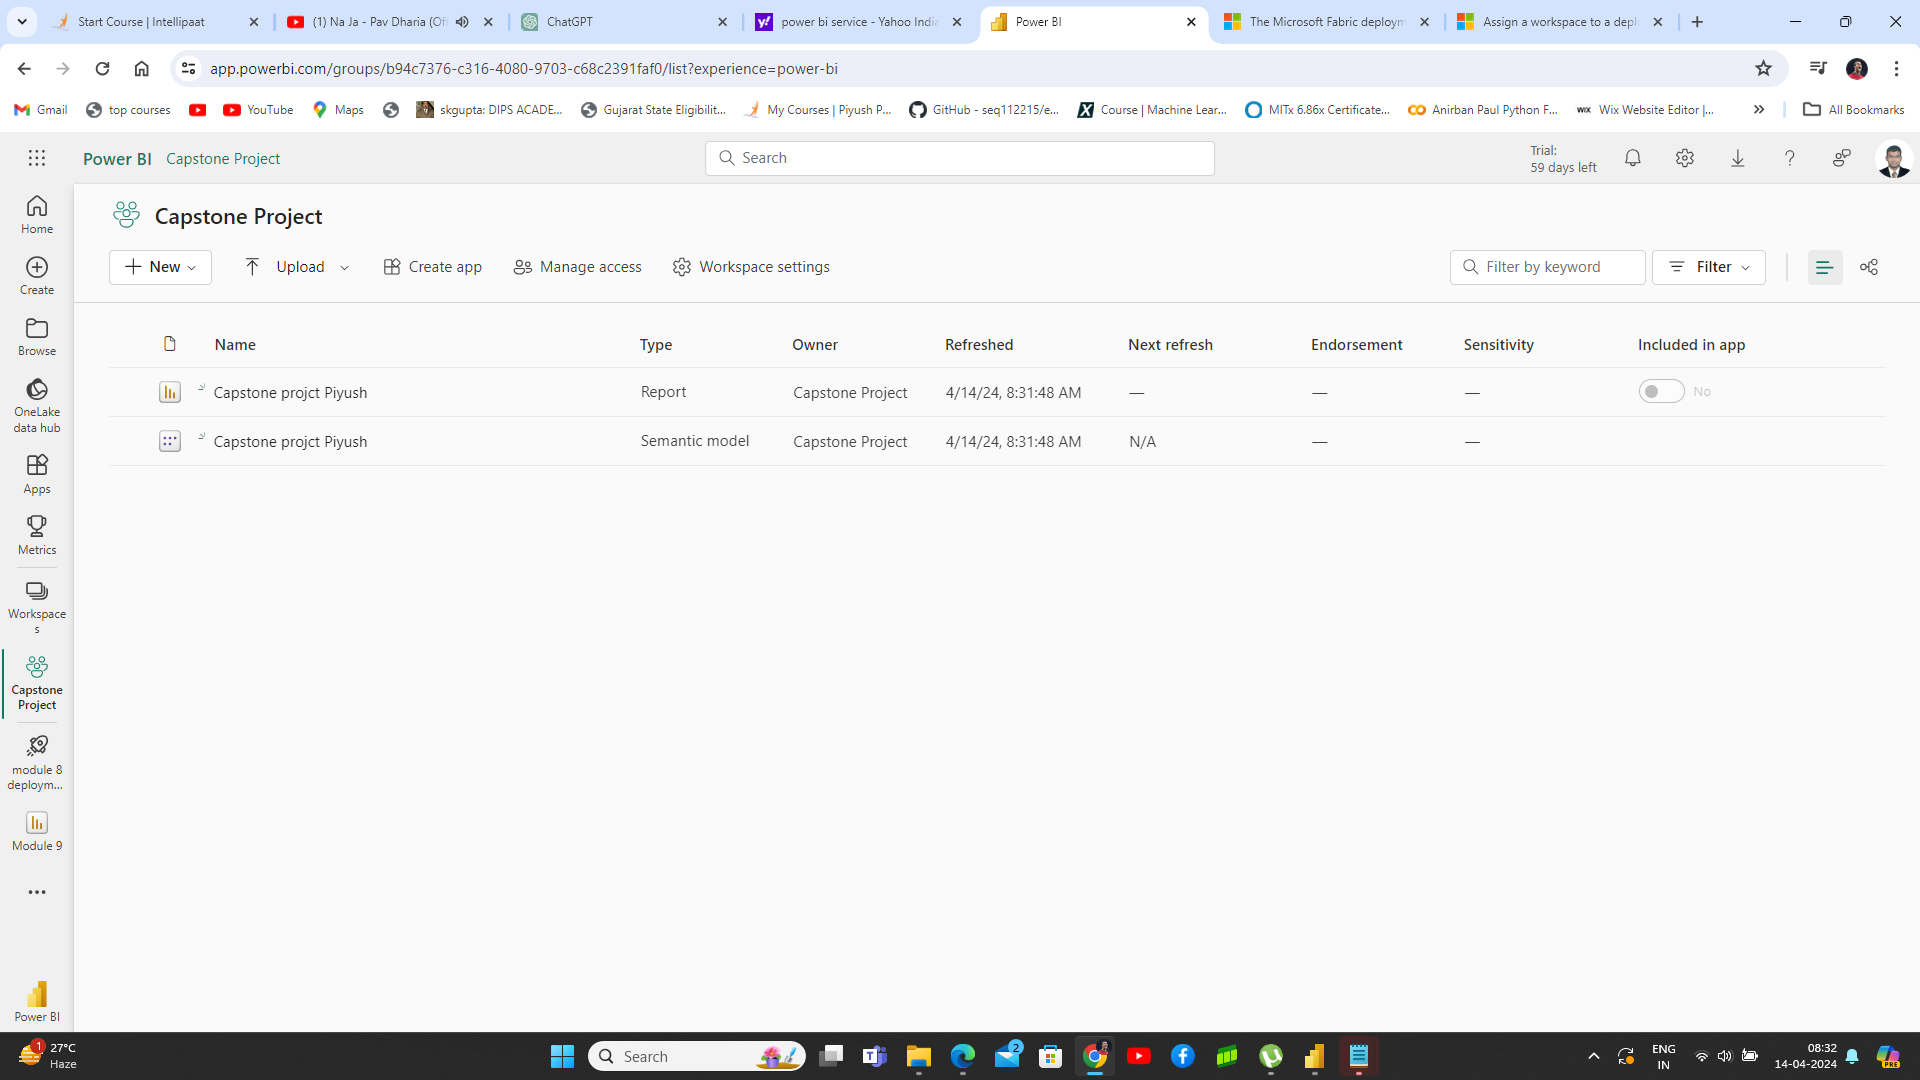 Start Course | Intellipaat
(1) Na Ja - Pav Dharia (Of
ChatGPT
power bi service - Yahoo India
Power BI
The Microsoft Fabric deploym
Assign a workspace to a depl
app.powerbi.com/groups/b94c7376-c316-4080-9703-c68c2391faf0/list?experience=power-bi
Gmail
top courses
YouTube
Maps
skgupta: DIPS ACADE...
Gujarat State Eligibilit...
My Courses | Piyush P...
GitHub - seq112215/e...
Course | Machine Lear...
MITx 6.86x Certificate...
Anirban Paul Python F...
WIX Wix Website Editor |...
All Bookmarks
Power BI Capstone Project
Search
Trial:
59 days left
Home
Create
Browse
OneLake
data hub
Apps
Metrics
Workspace
s
Capstone
Project
module 8
deploym...
Module 9
Power BI
Capstone Project
New
Upload
Create app
Manage access
Workspace settings
Filter by keyword
Filter
Name Type Owner Refreshed Next refresh Endorsement Sensitivity Included in app
Capstone projct Piyush Report Capstone Project 4/14/24, 8:31:48 AM — — — No
Capstone projct Piyush Semantic model Capstone Project 4/14/24, 8:31:48 AM N/A — —
1
27°C
Haze
Search
2
ENG
IN
08:32
14-04-2024
PRE